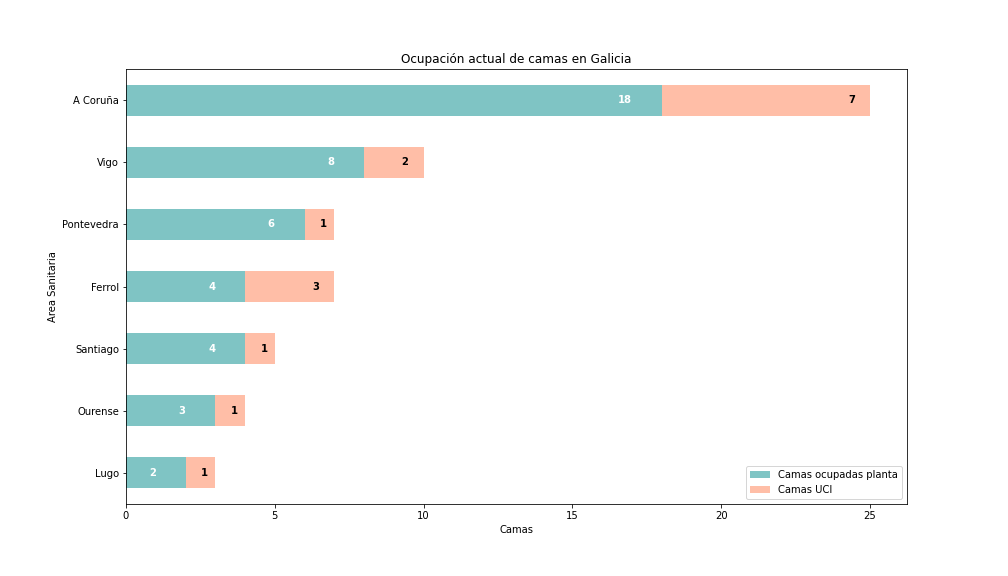 Ocupación actual de camas en Galicia
A Coruña 18 7
Vigo 8 2
Pontevedra 6 1
Ferrol 4 3
Santiago 4 1
Ourense 3 1
Lugo 2 1
Area Sanitaria
Camas ocupadas planta
Camas UCI
0 5 10 15 20 25
Camas